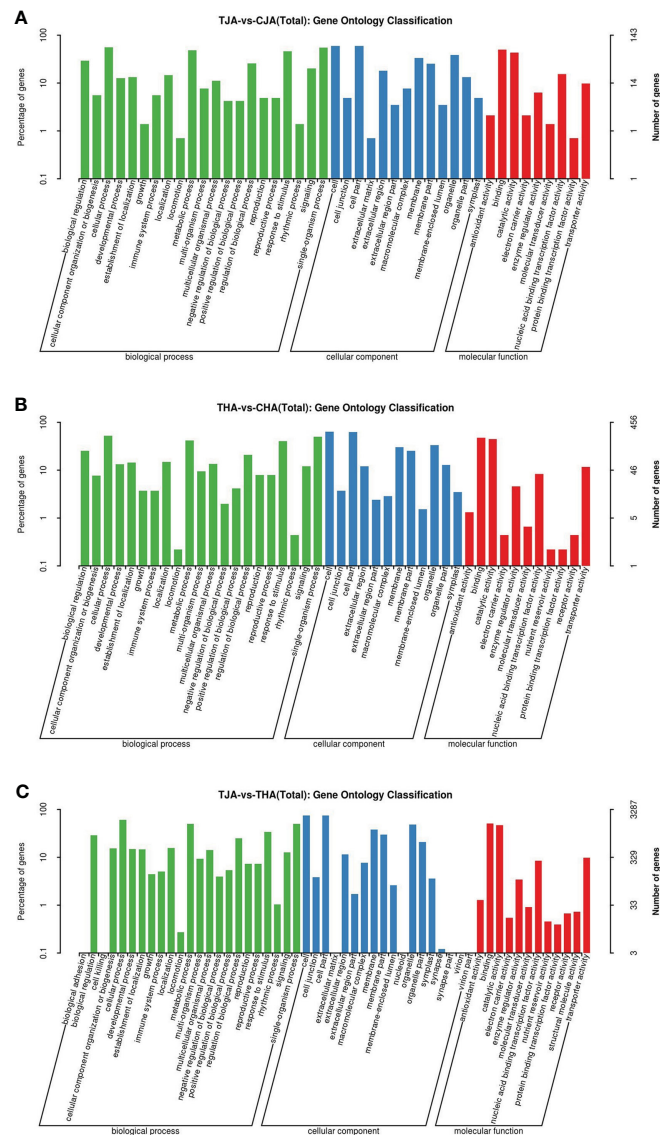 A
TJA-vs-CJA(Total): Gene Ontology Classification
Percentage of genes
100
10
1
0.1
143
14
1
1
Number of genes
biological regulation
cellular component organization or biogenesis
cellular process
developmental process
establishment of localization
growth
immune system process
localization
locomotion
metabolic process
multi-organism process
multicellular organismal process
negative regulation of biological process
positive regulation of biological process
regulation of biological process
reproduction
reproductive process
response to stimulus
rhythmic process
signaling
single-organism process
cell
cell junction
cell part
extracellular matrix
extracellular region
extracellular region part
macromolecular complex
membrane
membrane part
membrane-enclosed lumen
organelle
organelle part
symplast
antioxidant activity
binding
catalytic activity
electron carrier activity
enzyme regulator activity
molecular transducer activity
nucleic acid binding transcription factor activity
protein binding transcription factor activity
transporter activity
biological process
cellular component
molecular function
B
THA-vs-CHA(Total): Gene Ontology Classification
Percentage of genes
100
10
1
0.1
456
46
5
1
Number of genes
biological regulation
cellular component organization or biogenesis
cellular process
developmental process
establishment of localization
growth
immune system process
localization
locomotion
metabolic process
multi-organism process
multicellular organismal process
negative regulation of biological process
positive regulation of biological process
regulation of biological process
reproduction
reproductive process
response to stimulus
rhythmic process
signaling
single-organism process
cell
cell junction
cell part
extracellular region
extracellular region part
macromolecular complex
membrane
membrane part
membrane-enclosed lumen
organelle
organelle part
symplast
antioxidant activity
binding
catalytic activity
electron carrier activity
enzyme regulator activity
molecular transducer activity
nucleic acid binding transcription factor activity
nutrient reservoir activity
protein binding transcription factor activity
receptor activity
transporter activity
biological process
cellular component
molecular function
C
TJA-vs-THA(Total): Gene Ontology Classification
Percentage of genes
100
10
1
0.1
3287
329
33
3
Number of genes
biological adhesion
biological regulation
cell killing
cellular component organization or biogenesis
cellular process
developmental process
establishment of localization
growth
immune system process
localization
locomotion
metabolic process
multi-organism process
multicellular organismal process
negative regulation of biological process
positive regulation of biological process
regulation of biological process
reproduction
reproductive process
response to stimulus
rhythmic process
signaling
single-organism process
cell
cell junction
cell part
extracellular matrix
extracellular region
extracellular region part
macromolecular complex
membrane
membrane part
membrane-enclosed lumen
nucleoid
organelle
organelle part
symplast
synapse
synapse part
virion
virion part
antioxidant activity
binding
catalytic activity
electron carrier activity
enzyme regulator activity
molecular transducer activity
nucleic acid binding transcription factor activity
nutrient reservoir activity
protein binding transcription factor activity
receptor activity
structural molecule activity
transporter activity
biological process
cellular component
molecular function